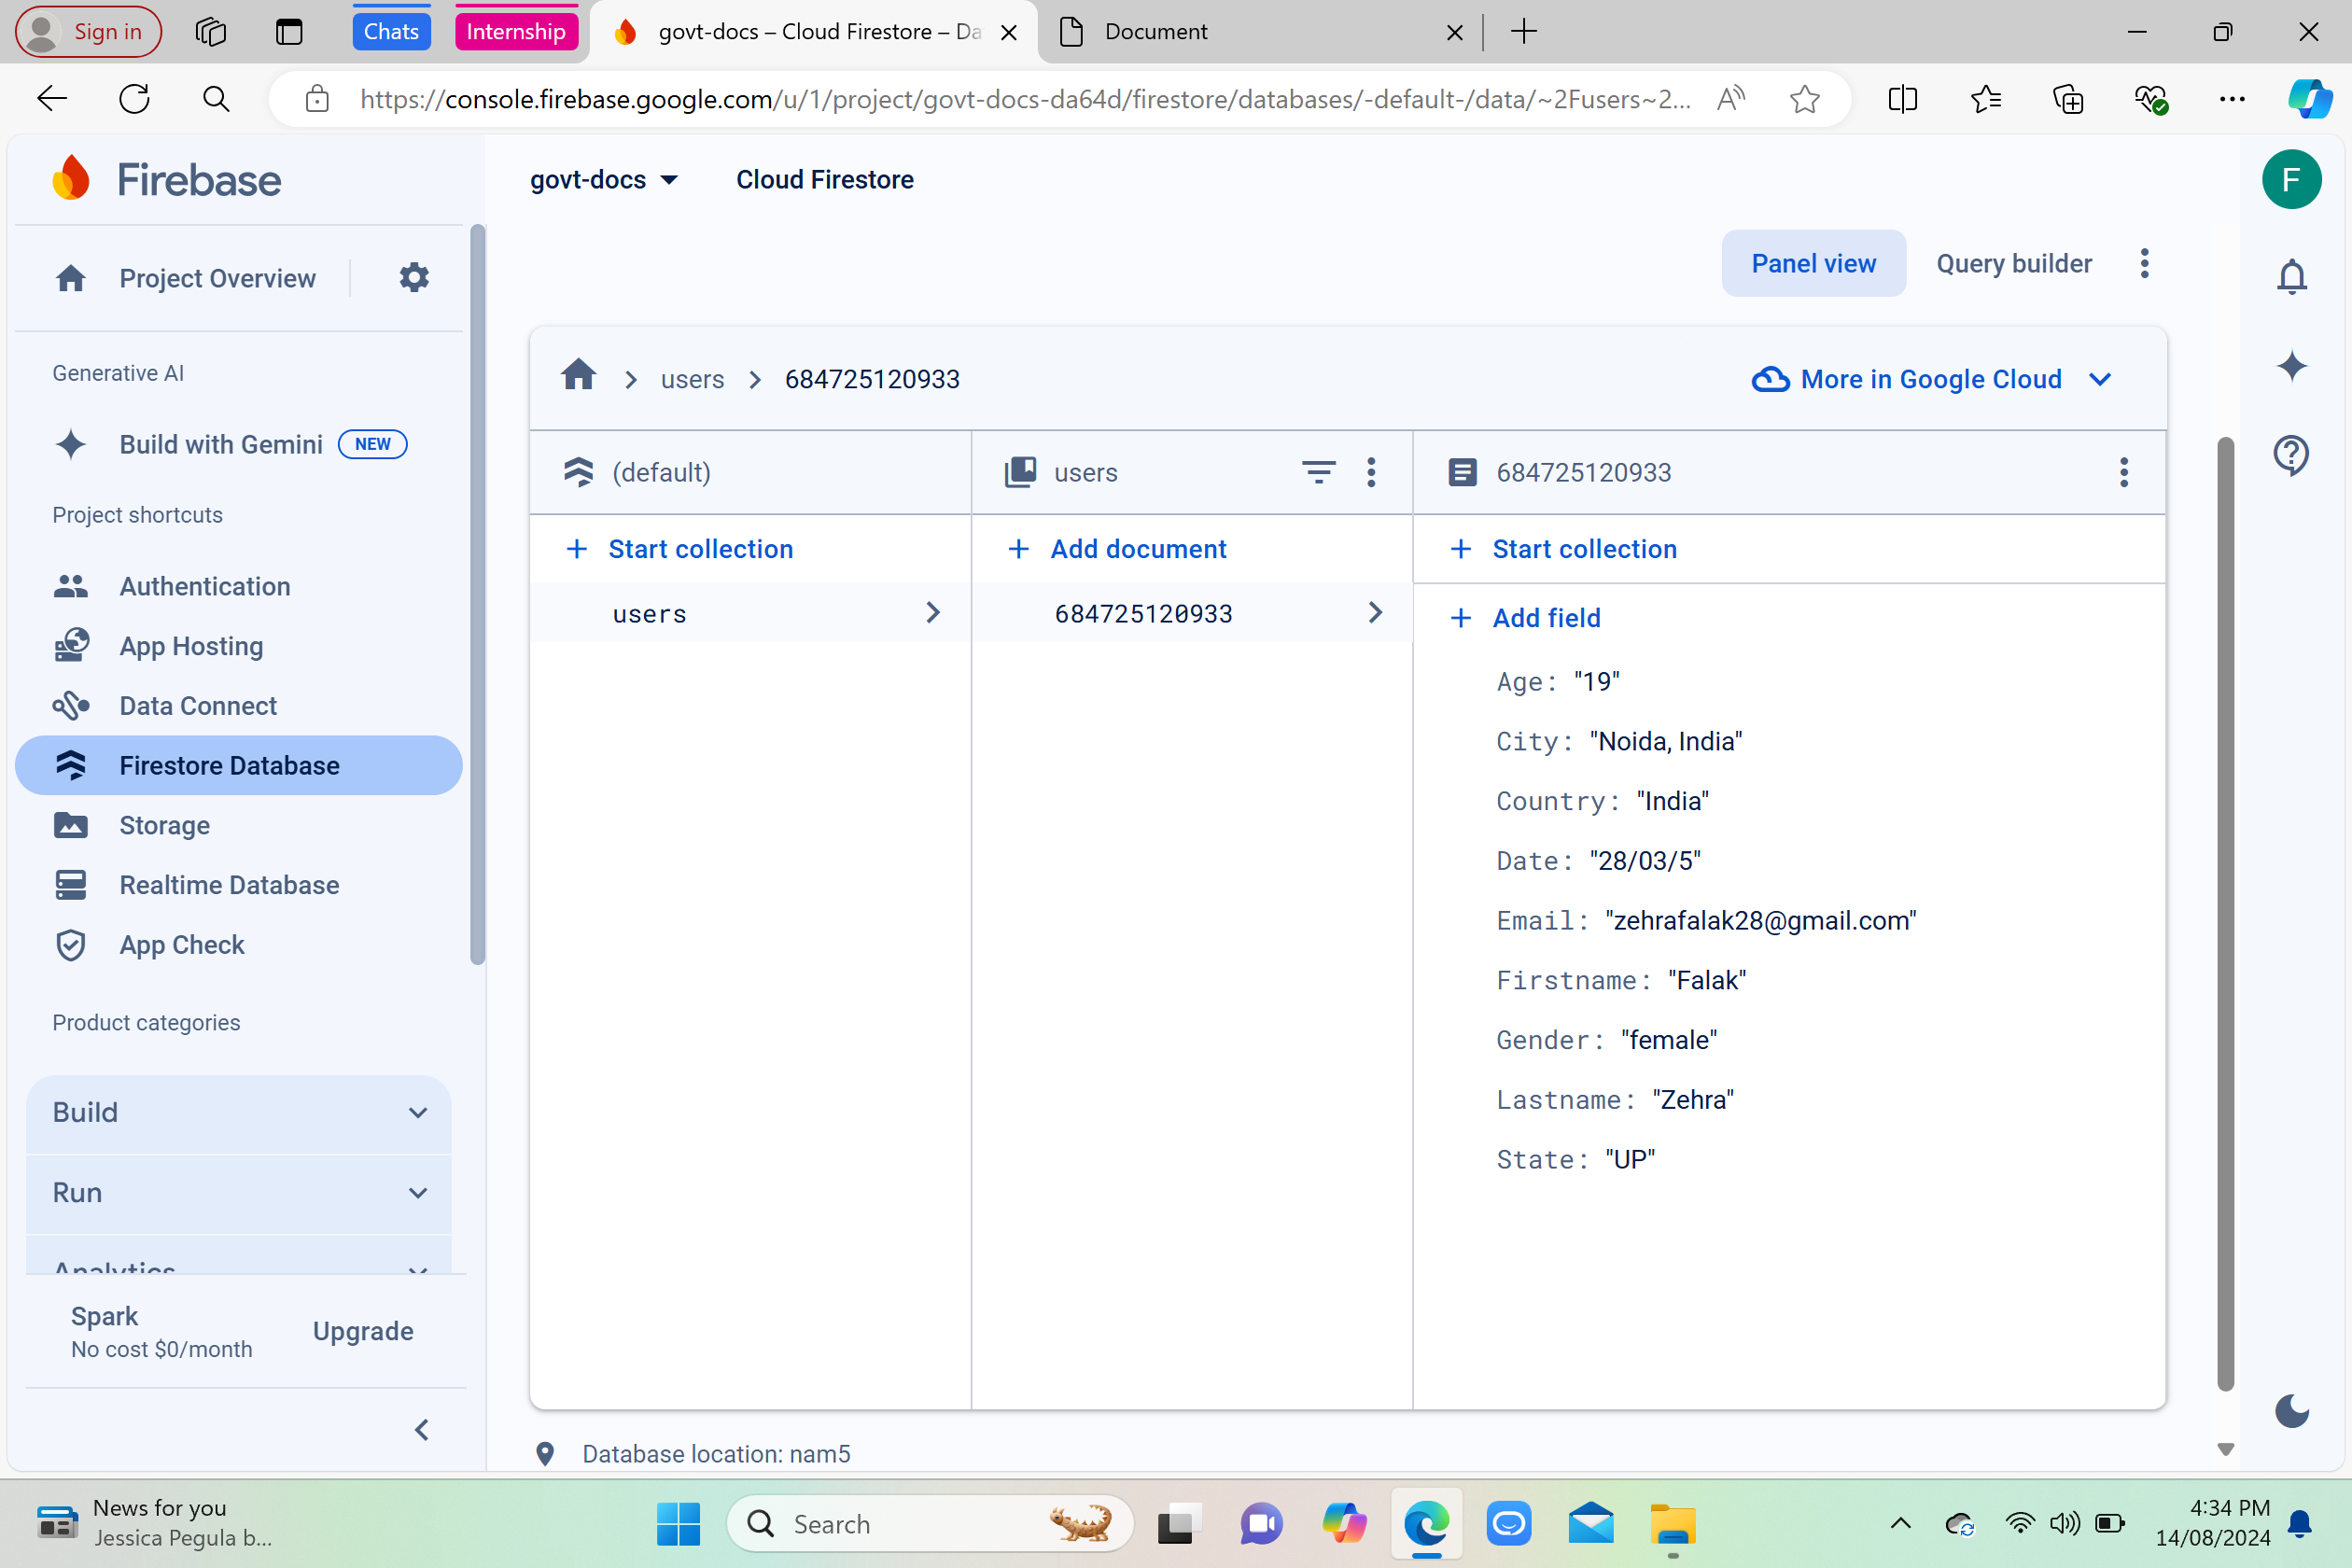 Sign in
Chats
Internship
govt-docs – Cloud Firestore – Da
Document
https://console.firebase.google.com/u/1/project/govt-docs-da64d/firestore/databases/-default-/data/~2Fusers~2...
Firebase
govt-docs
Cloud Firestore
F
Project Overview
Panel view
Query builder
Generative AI
Build with Gemini NEW
Project shortcuts
Authentication
App Hosting
Data Connect
Firestore Database
Storage
Realtime Database
App Check
Product categories
Build
Run
Analytics
Spark
No cost $0/month
Upgrade
users
684725120933
More in Google Cloud
(default)
users
684725120933
+ Start collection
+ Add document
+ Start collection
users
684725120933
+ Add field
Age: "19"
City: "Noida, India"
Country: "India"
Date: "28/03/5"
Email: "zehrafalak28@gmail.com"
Firstname: "Falak"
Gender: "female"
Lastname: "Zehra"
State: "UP"
Database location: nam5
News for you
Jessica Pegula b...
Search
4:34 PM
14/08/2024